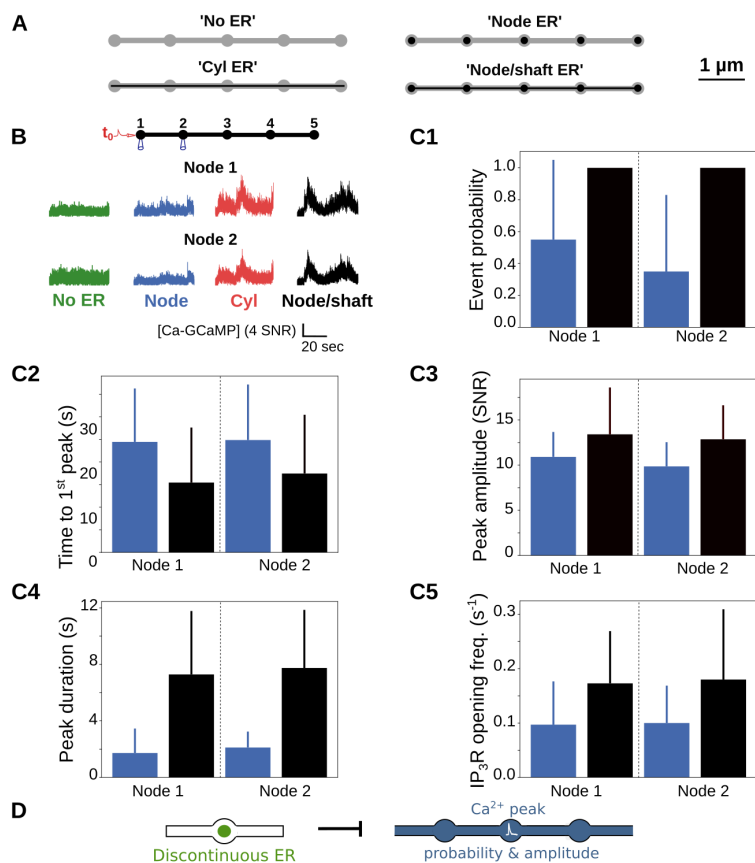 A
'No ER'
'Node ER'
'Cyl ER'
'Node/shaft ER'
1 µm
B
t₀
1 2 3 4 5
Node 1
Node 2
No ER Node Cyl Node/shaft
[Ca-GCaMP] (4 SNR)
20 sec
C1
Event probability
1.0
0.8
0.6
0.4
0.2
0.0
Node 1 Node 2
C2
Time to 1st peak (s)
30
20
10
0
Node 1 Node 2
C3
Peak amplitude (SNR)
15
10
5
0
Node 1 Node 2
C4
Peak duration (s)
12
8
4
0
Node 1 Node 2
C5
IP₃R opening freq. (s⁻¹)
0.3
0.2
0.1
0
Node 1 Node 2
D
Discontinuous ER
Ca²⁺ peak
probability & amplitude